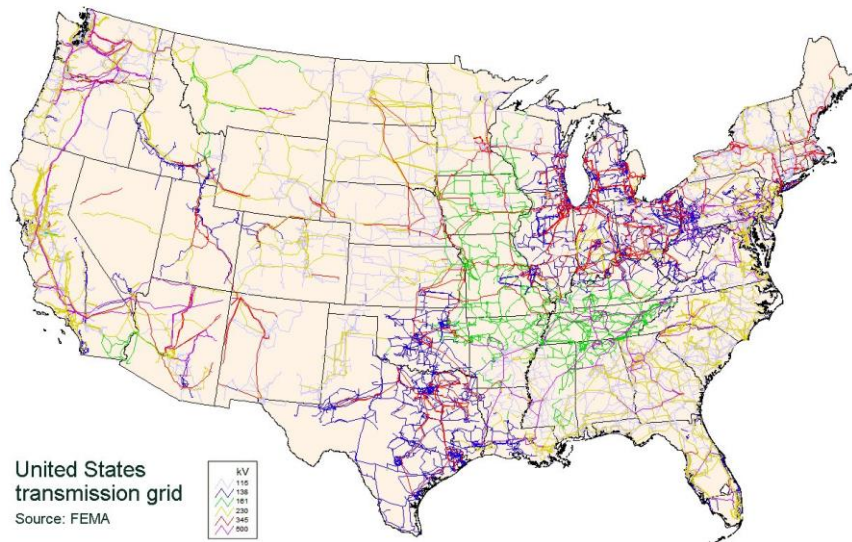 United States
transmission grid
Source: FEMA
kV
115
138
161
230
345
500